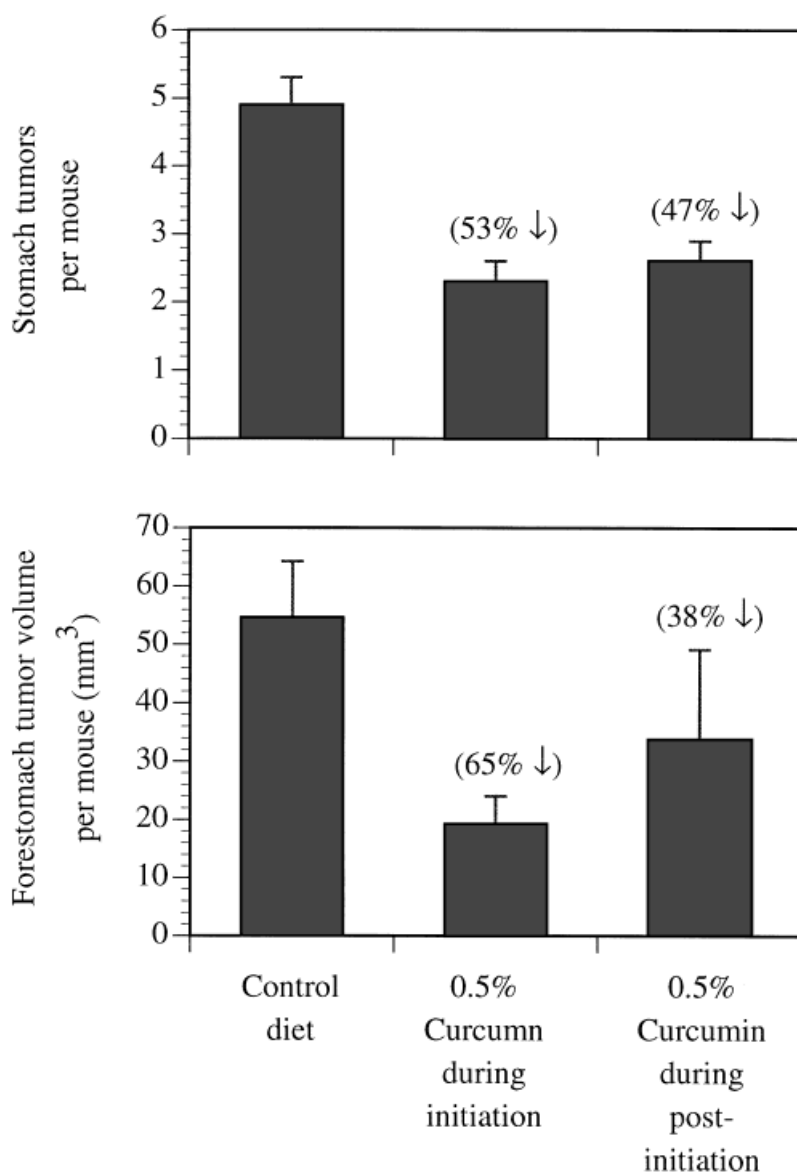 Stomach tumors
per mouse
6
5
4
3
2
1
0
(53% ↓)
(47% ↓)
Forestomach tumor volume
per mouse (mm³)
70
60
50
40
30
20
10
0
(65% ↓)
(38% ↓)
Control
diet
0.5%
Curcumn
during
initiation
0.5%
Curcumin
during
post-
initiation